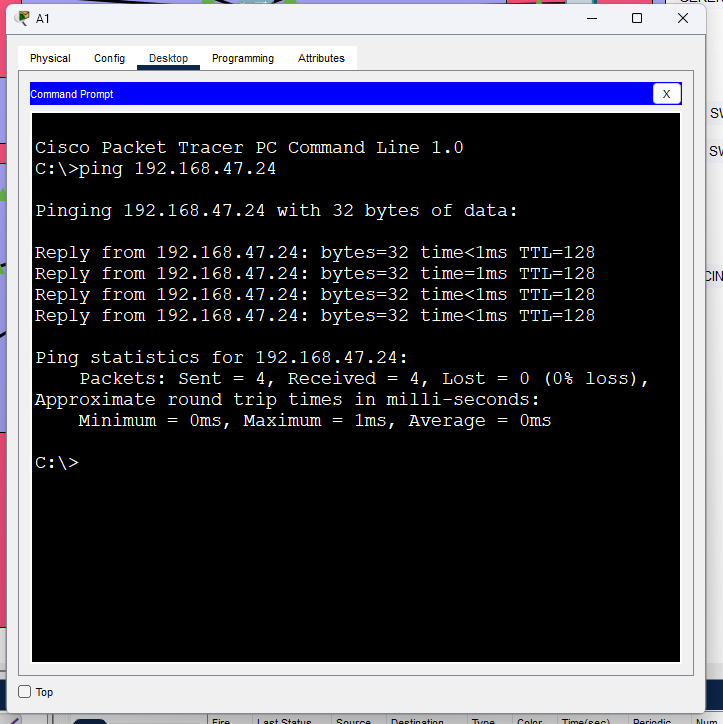 A1
Physical Config Desktop Programming Attributes
Command Prompt X
Cisco Packet Tracer PC Command Line 1.0
C:\>ping 192.168.47.24
Pinging 192.168.47.24 with 32 bytes of data:
Reply from 192.168.47.24: bytes=32 time<1ms TTL=128
Reply from 192.168.47.24: bytes=32 time=1ms TTL=128
Reply from 192.168.47.24: bytes=32 time<1ms TTL=128
Reply from 192.168.47.24: bytes=32 time<1ms TTL=128
Ping statistics for 192.168.47.24:
Packets: Sent = 4, Received = 4, Lost = 0 (0% loss),
Approximate round trip times in milli-seconds:
Minimum = 0ms, Maximum = 1ms, Average = 0ms
C:\>
Top
Fire Last Status Source Destination Type Color Time(sec) Periodic Num